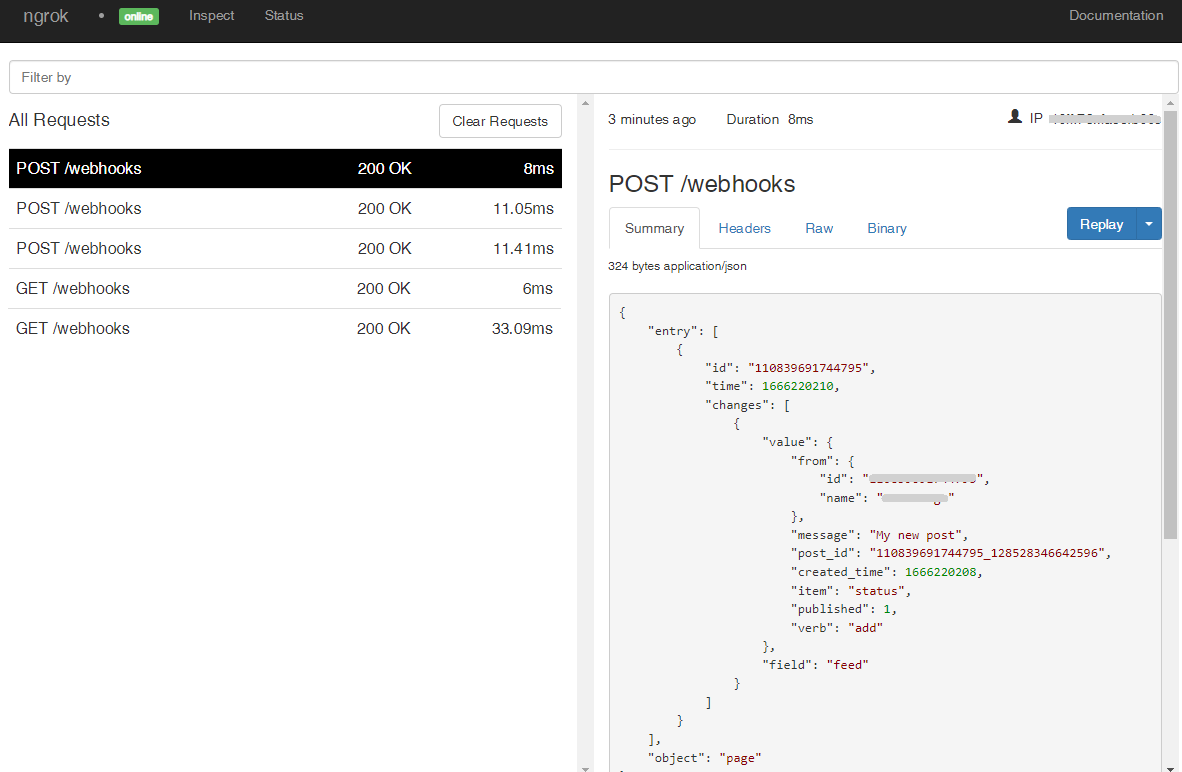 ngrok • online Inspect Status Documentation
Filter by
All Requests Clear Requests
POST /webhooks 200 OK 8ms
POST /webhooks 200 OK 11.05ms
POST /webhooks 200 OK 11.41ms
GET /webhooks 200 OK 6ms
GET /webhooks 200 OK 33.09ms
3 minutes ago Duration 8ms IP
POST /webhooks
Summary Headers Raw Binary Replay
324 bytes application/json
{
"entry": [
{
"id": "110839691744795",
"time": 1666220210,
"changes": [
{
"value": {
"from": {
"id": "",
"name": ""
},
"message": "My new post",
"post_id": "110839691744795_128528346642596",
"created_time": 1666220208,
"item": "status",
"published": 1,
"verb": "add"
},
"field": "feed"
}
]
}
],
"object": "page"